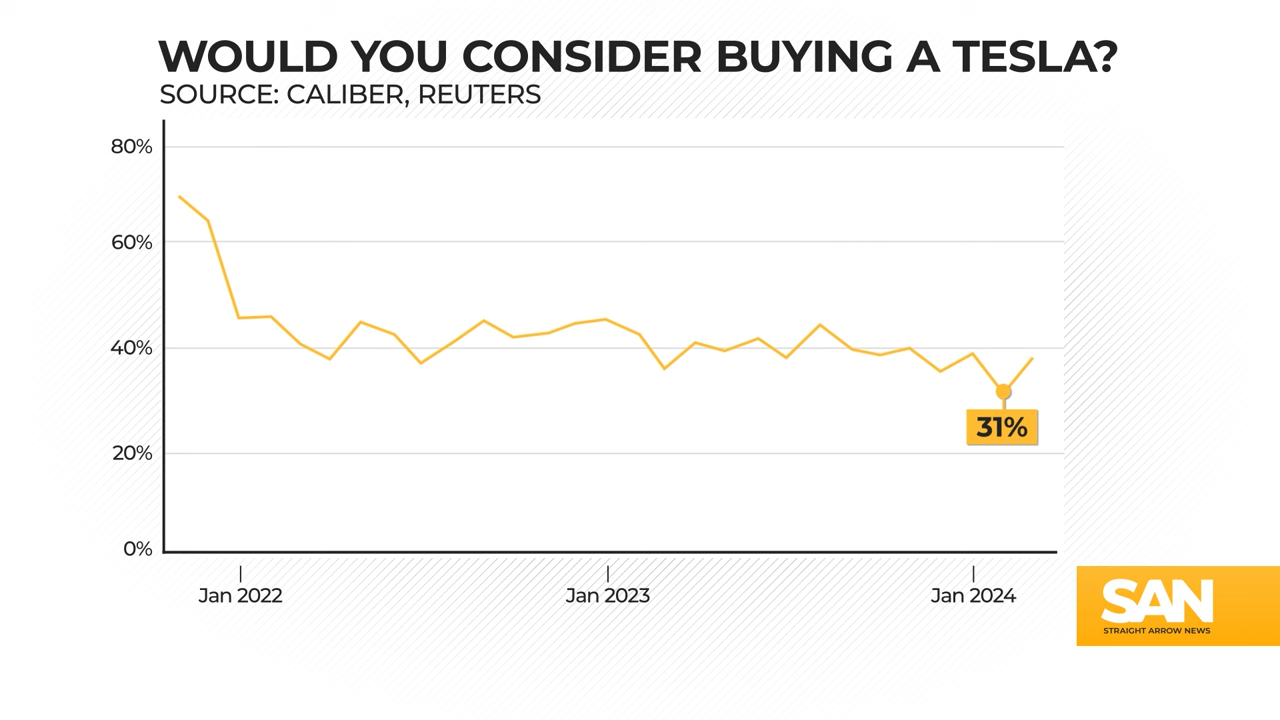 WOULD YOU CONSIDER BUYING A TESLA?
SOURCE: CALIBER, REUTERS
80%
60%
40%
20%
0%
31%
Jan 2022
Jan 2023
Jan 2024
SAN
STRAIGHT ARROW NEWS